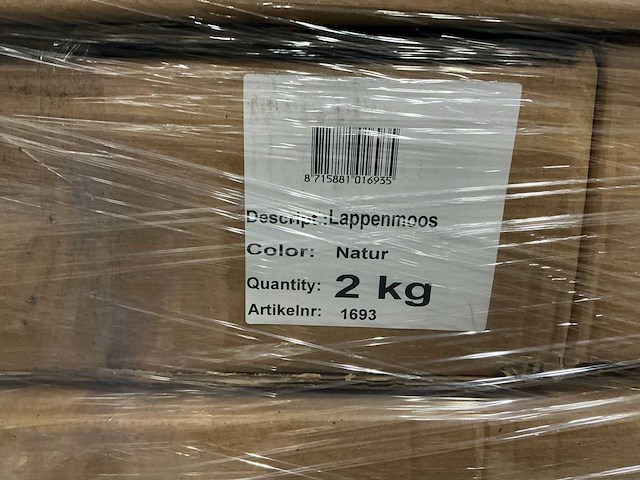 8 715881 016935
Descript.:Lappenmoos
Color: Natur
Quantity: 2 kg
Artikelnr: 1693